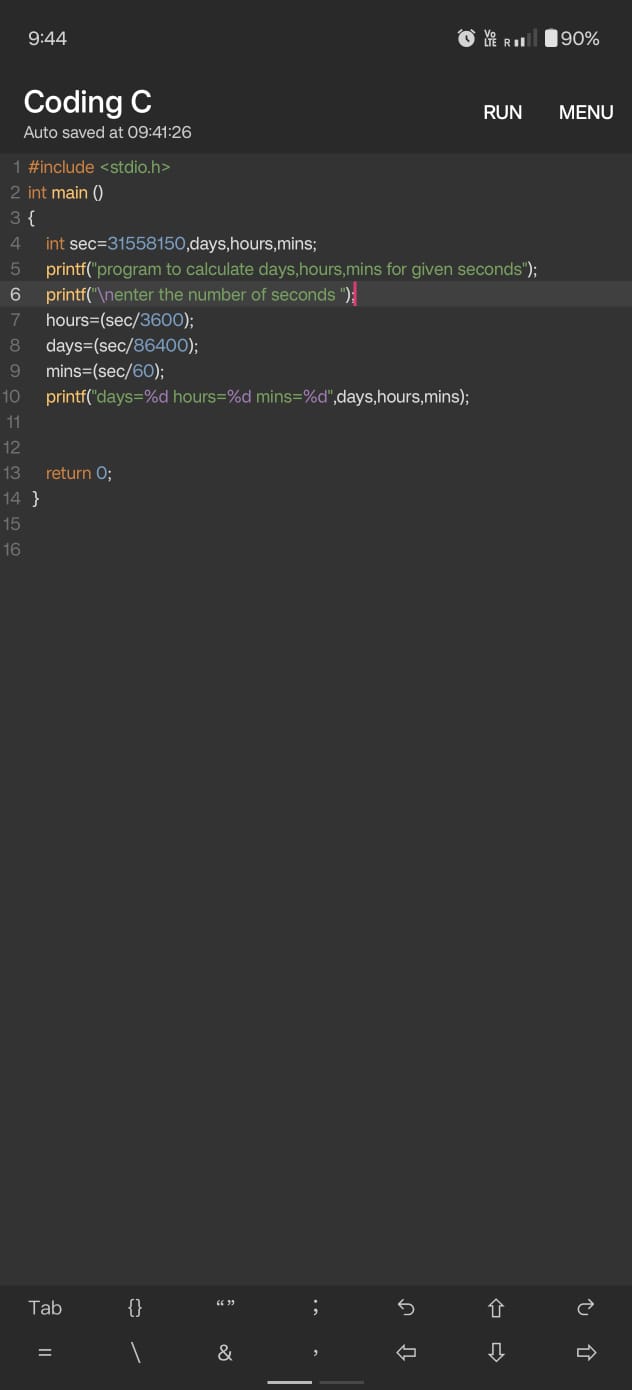 9:44 Vo LTE R 90%
Coding C
RUN MENU
Auto saved at 09:41:26
1 #include <stdio.h>
2 int main ()
3 {
4 int sec=31558150,days,hours,mins;
5 printf("program to calculate days,hours,mins for given seconds");
6 printf("\nenter the number of seconds ");
7 hours=(sec/3600);
8 days=(sec/86400);
9 mins=(sec/60);
10 printf("days=%d hours=%d mins=%d",days,hours,mins);
11
12
13 return 0;
14 }
15
16
Tab {} “” ;
= \ & ,